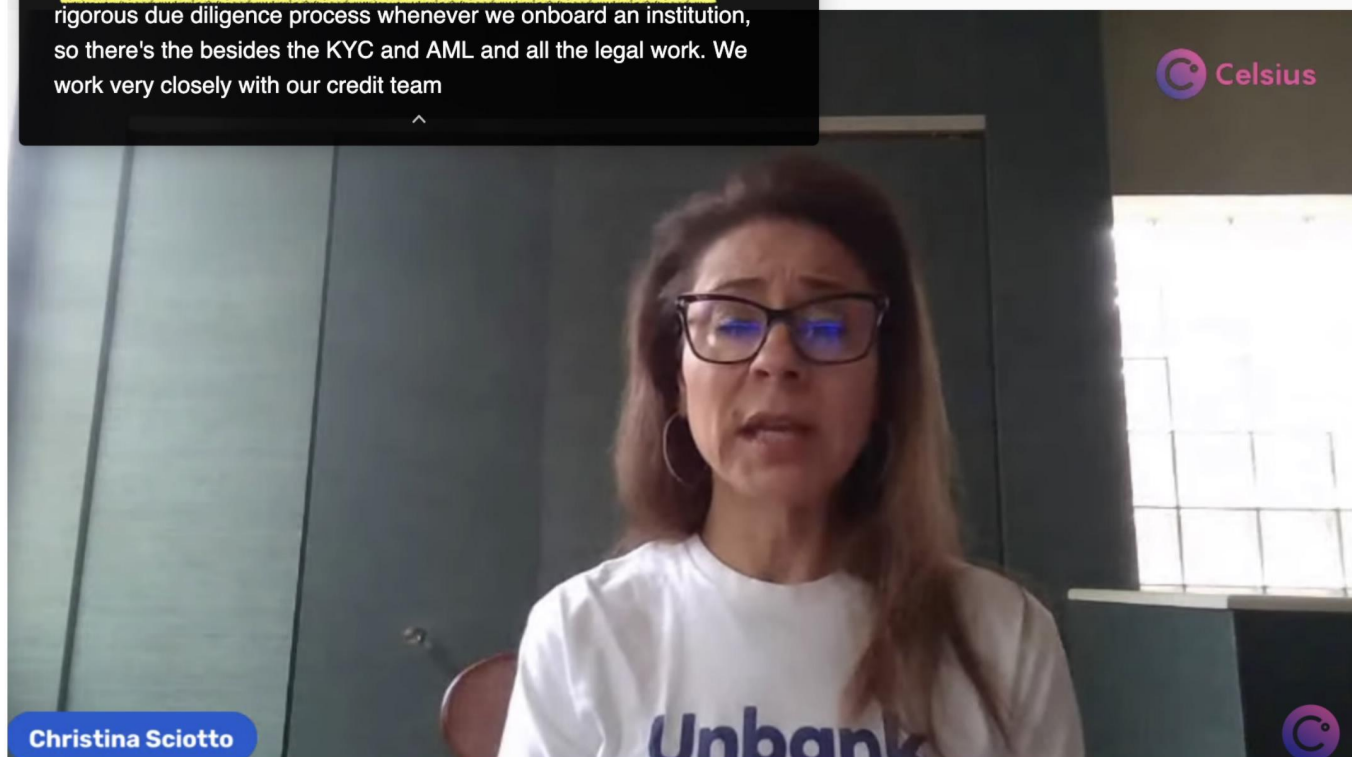 rigorous due diligence process whenever we onboard an institution,
so there's the besides the KYC and AML and all the legal work. We
work very closely with our credit team
Celsius
Unbank
Christina Sciotto